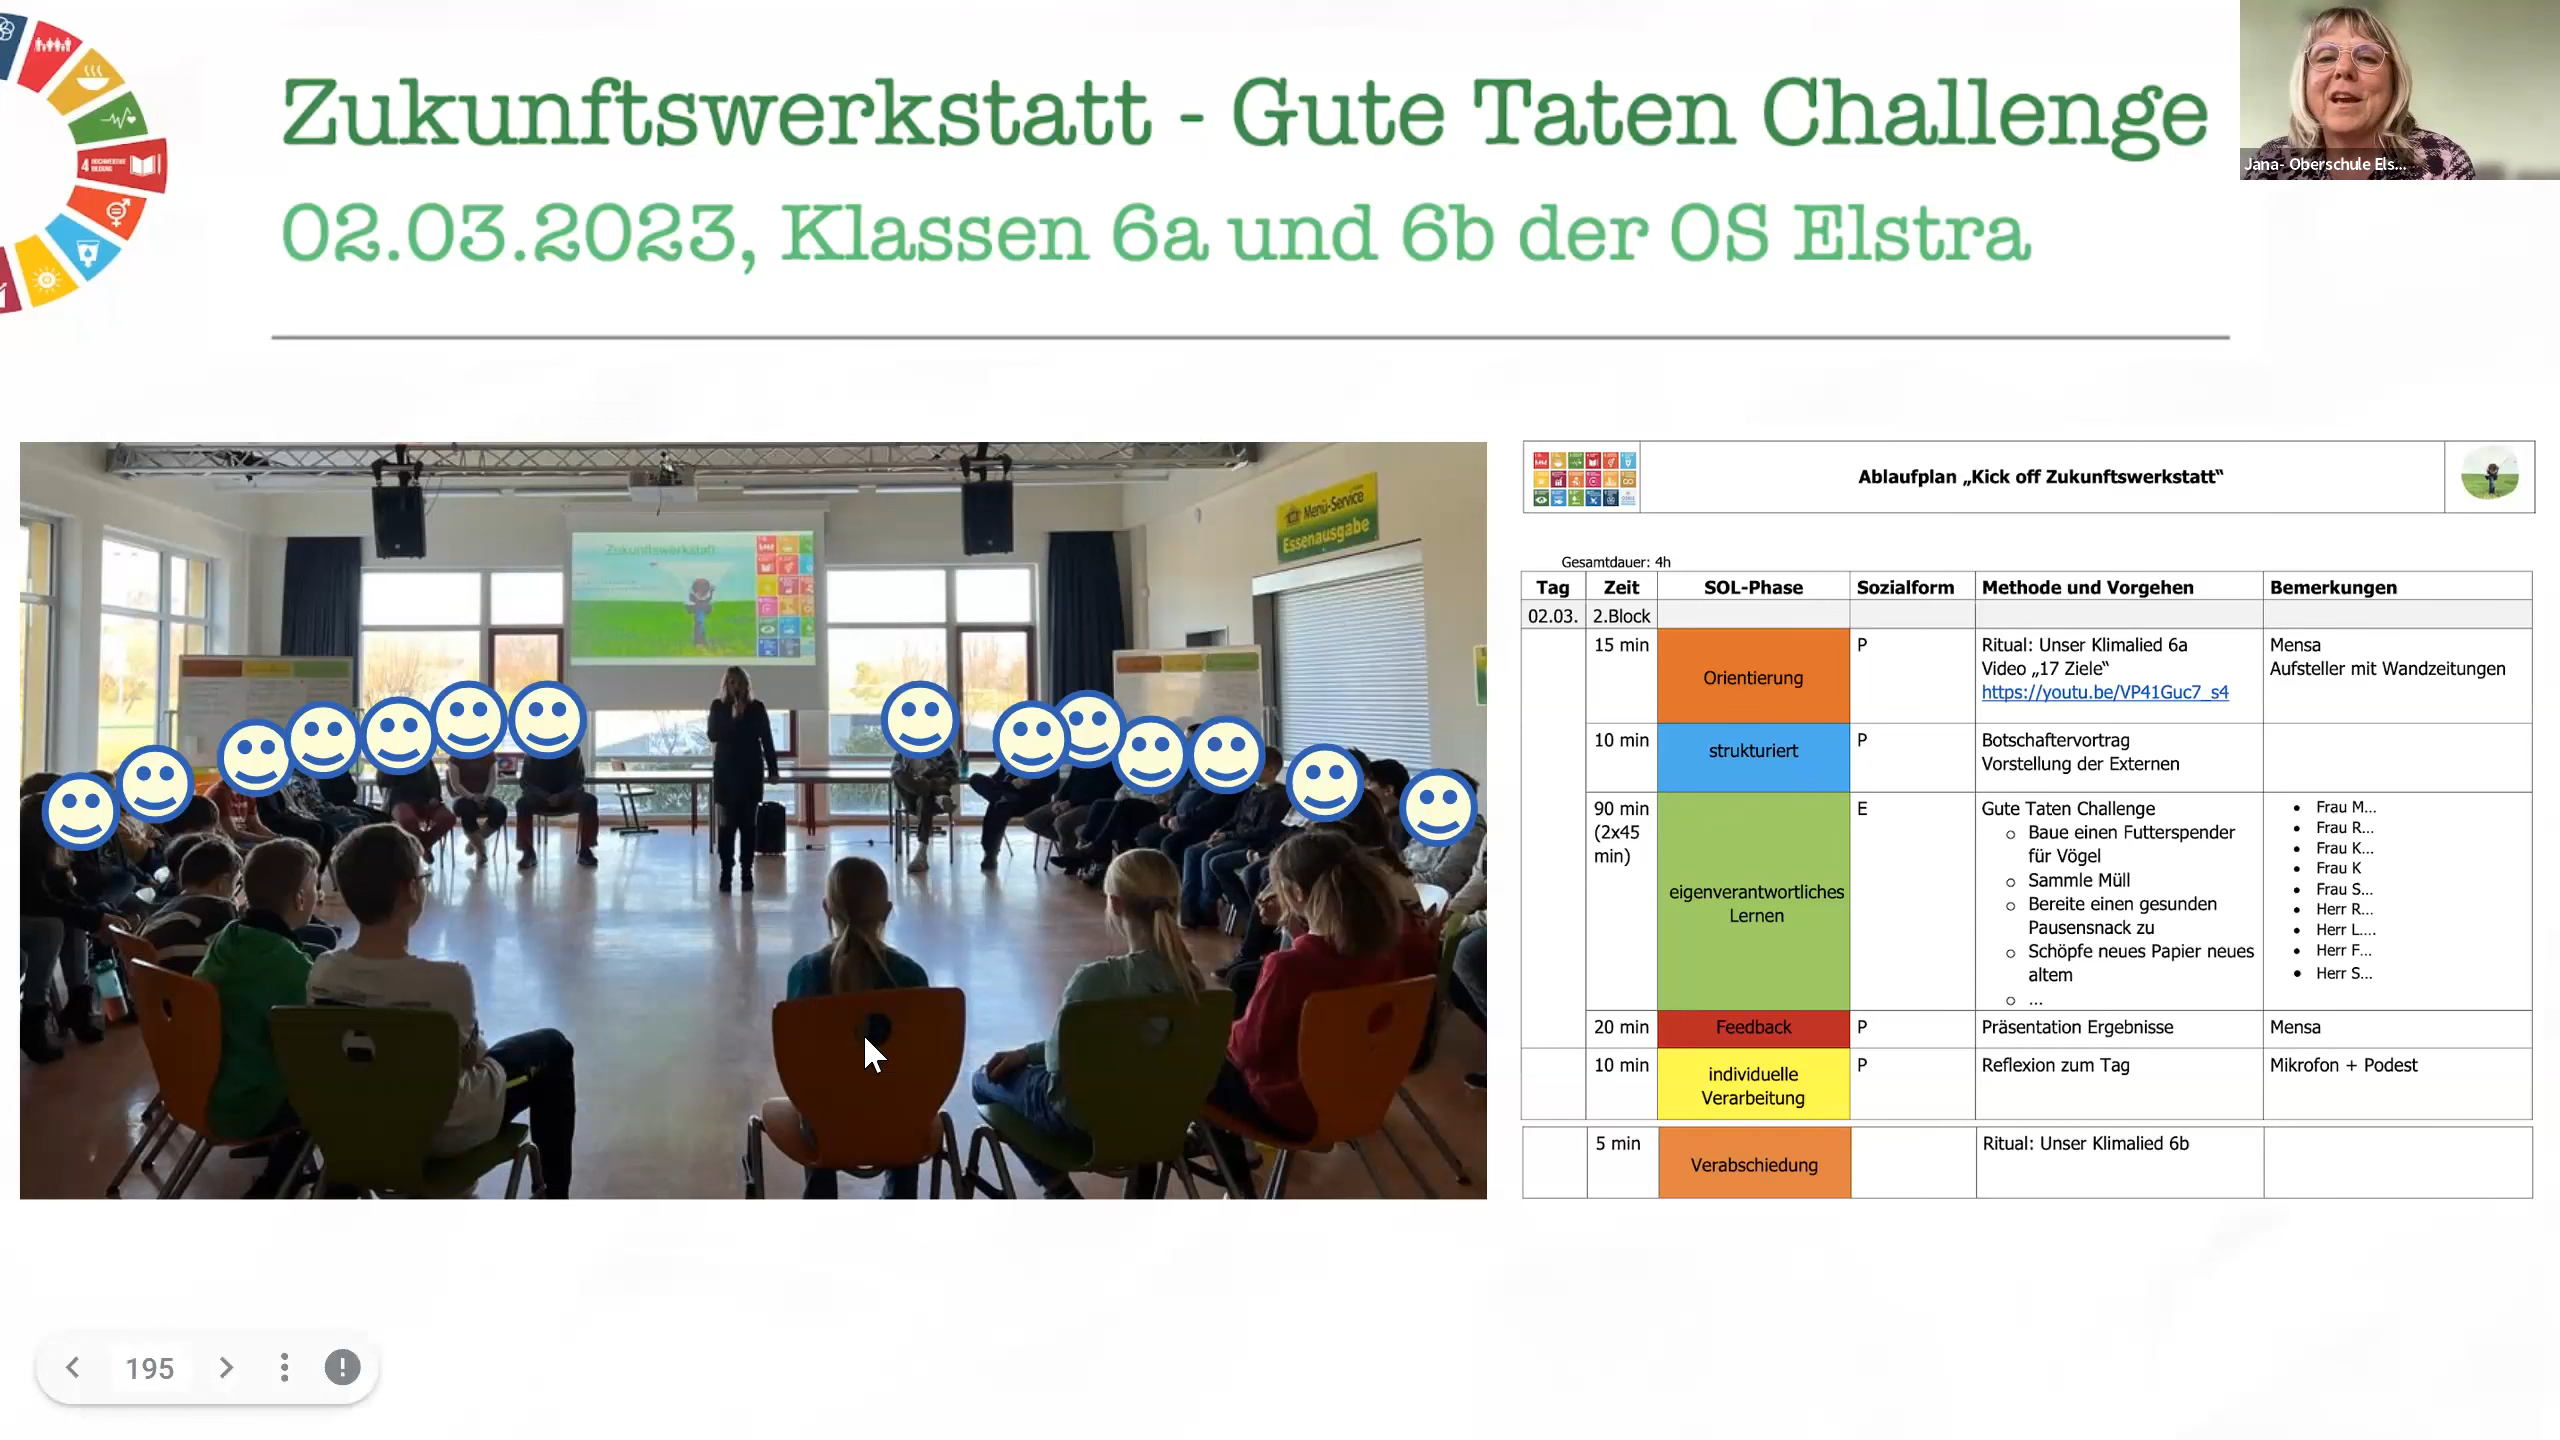 Zukunftswerkstatt - Gute Taten Challenge
02.03.2023, Klassen 6a und 6b der OS Elstra
Jana- Oberschule Els...
4 HOCHWERTIGE
BILDUNG
Menü-Service
Essenausgabe
Zukunftswerkstatt
Ablaufplan „Kick off Zukunftswerkstatt“
Gesamtdauer: 4h
Tag Zeit SOL-Phase Sozialform Methode und Vorgehen Bemerkungen
02.03. 2.Block
15 min Orientierung P Ritual: Unser Klimalied 6a Mensa
Video „17 Ziele“ Aufsteller mit Wandzeitungen
https://youtu.be/VP41Guc7_s4
10 min strukturiert P Botschaftervortrag
Vorstellung der Externen
90 min eigenverantwortliches E Gute Taten Challenge
(2x45 Lernen
min)
o Baue einen Futterspender
für Vögel
o Sammle Müll
o Bereite einen gesunden
Pausensnack zu
o Schöpfe neues Papier neues
altem
o ...
• Frau M...
• Frau R...
• Frau K...
• Frau K
• Frau S...
• Herr R...
• Herr L....
• Herr F...
• Herr S...
20 min Feedback P Präsentation Ergebnisse Mensa
10 min individuelle P Reflexion zum Tag Mikrofon + Podest
Verarbeitung
5 min Verabschiedung Ritual: Unser Klimalied 6b
195